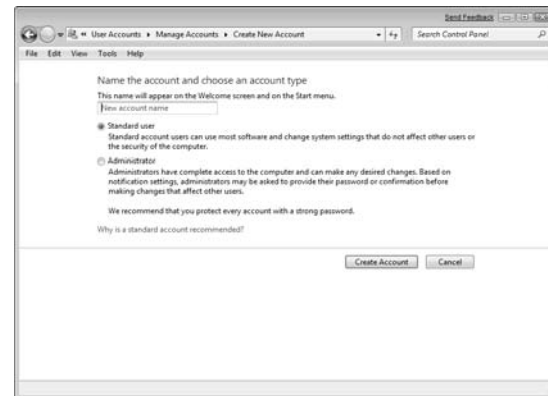 Send Feedback
User Accounts ▸ Manage Accounts ▸ Create New Account
Search Control Panel
File Edit View Tools Help
Name the account and choose an account type
This name will appear on the Welcome screen and on the Start menu.
New account name
Standard user
Standard account users can use most software and change system settings that do not affect other users or
the security of the computer.
Administrator
Administrators have complete access to the computer and can make any desired changes. Based on
notification settings, administrators may be asked to provide their password or confirmation before
making changes that affect other users.
We recommend that you protect every account with a strong password.
Why is a standard account recommended?
Create Account Cancel